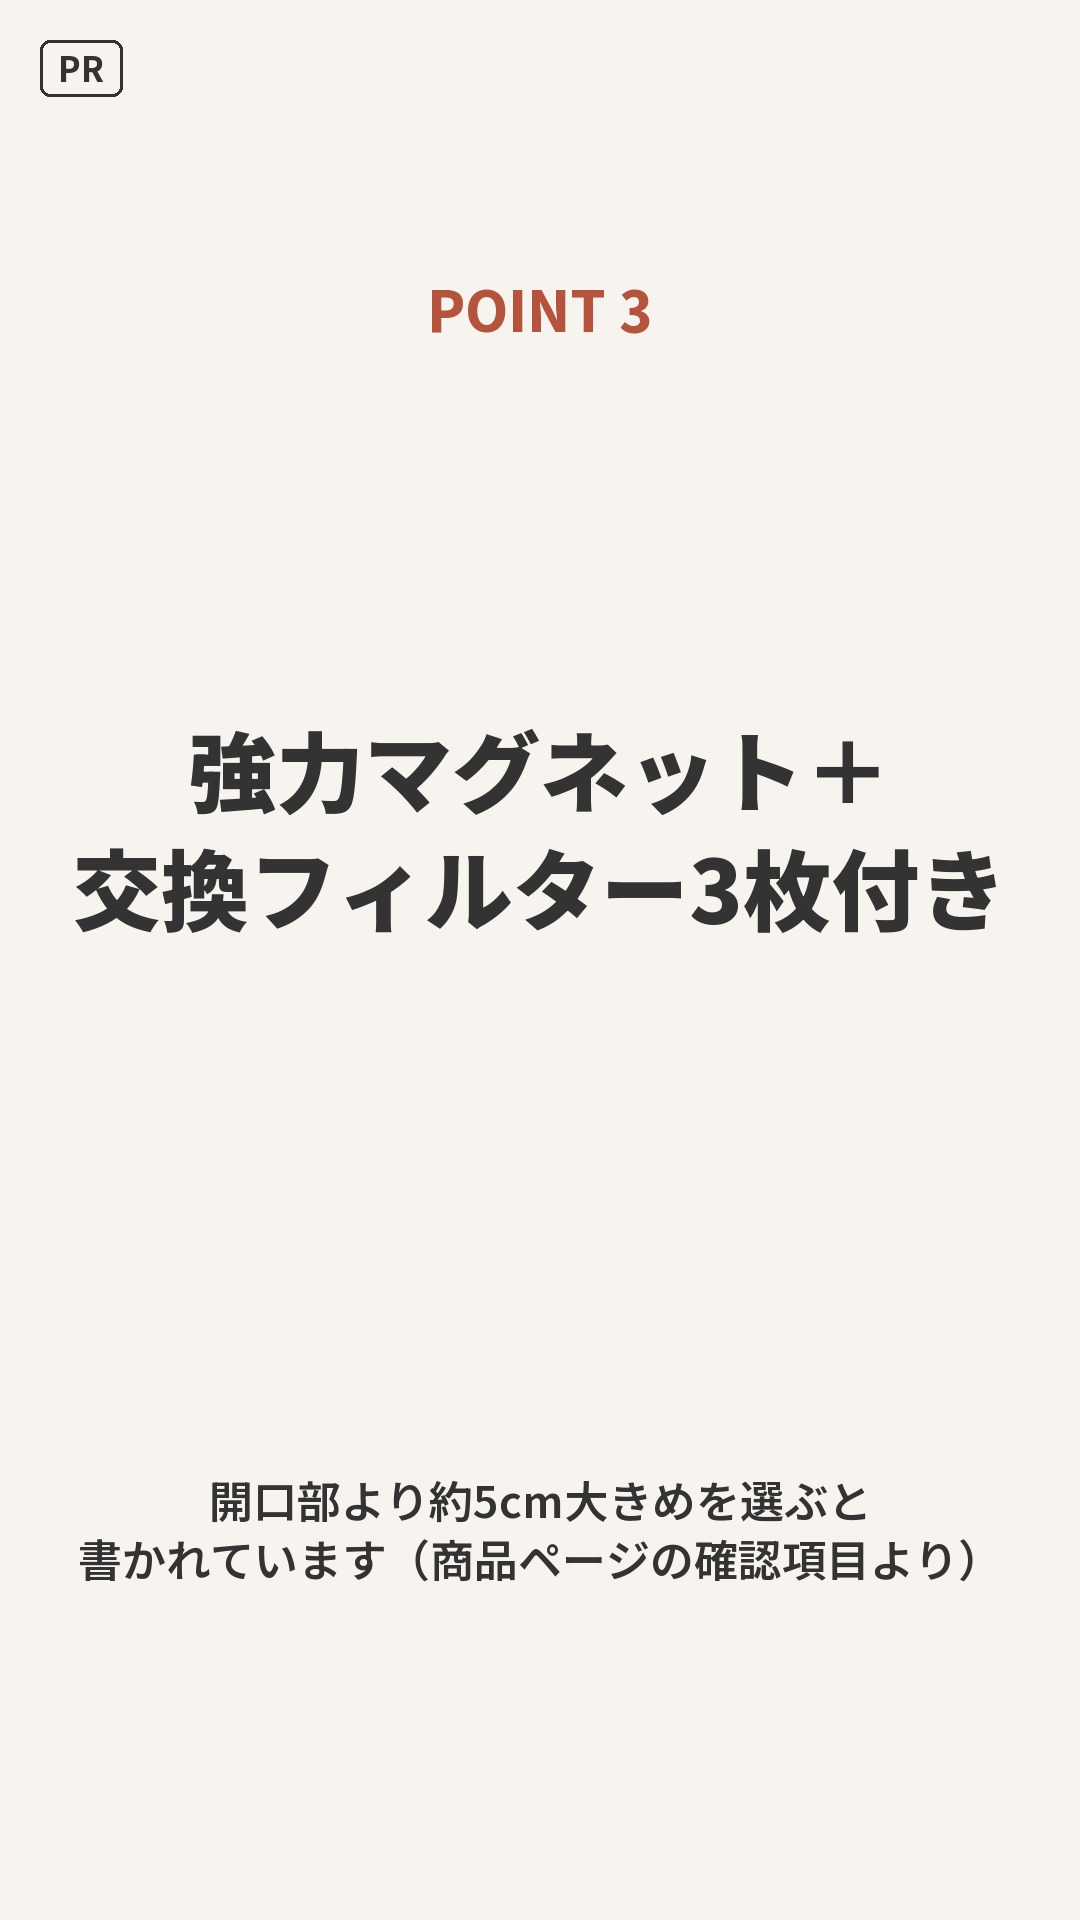 PR
POINT 3
強力マグネット＋
交換フィルター3枚付き
開口部より約5cm大きめを選ぶと
書かれています（商品ページの確認項目より）